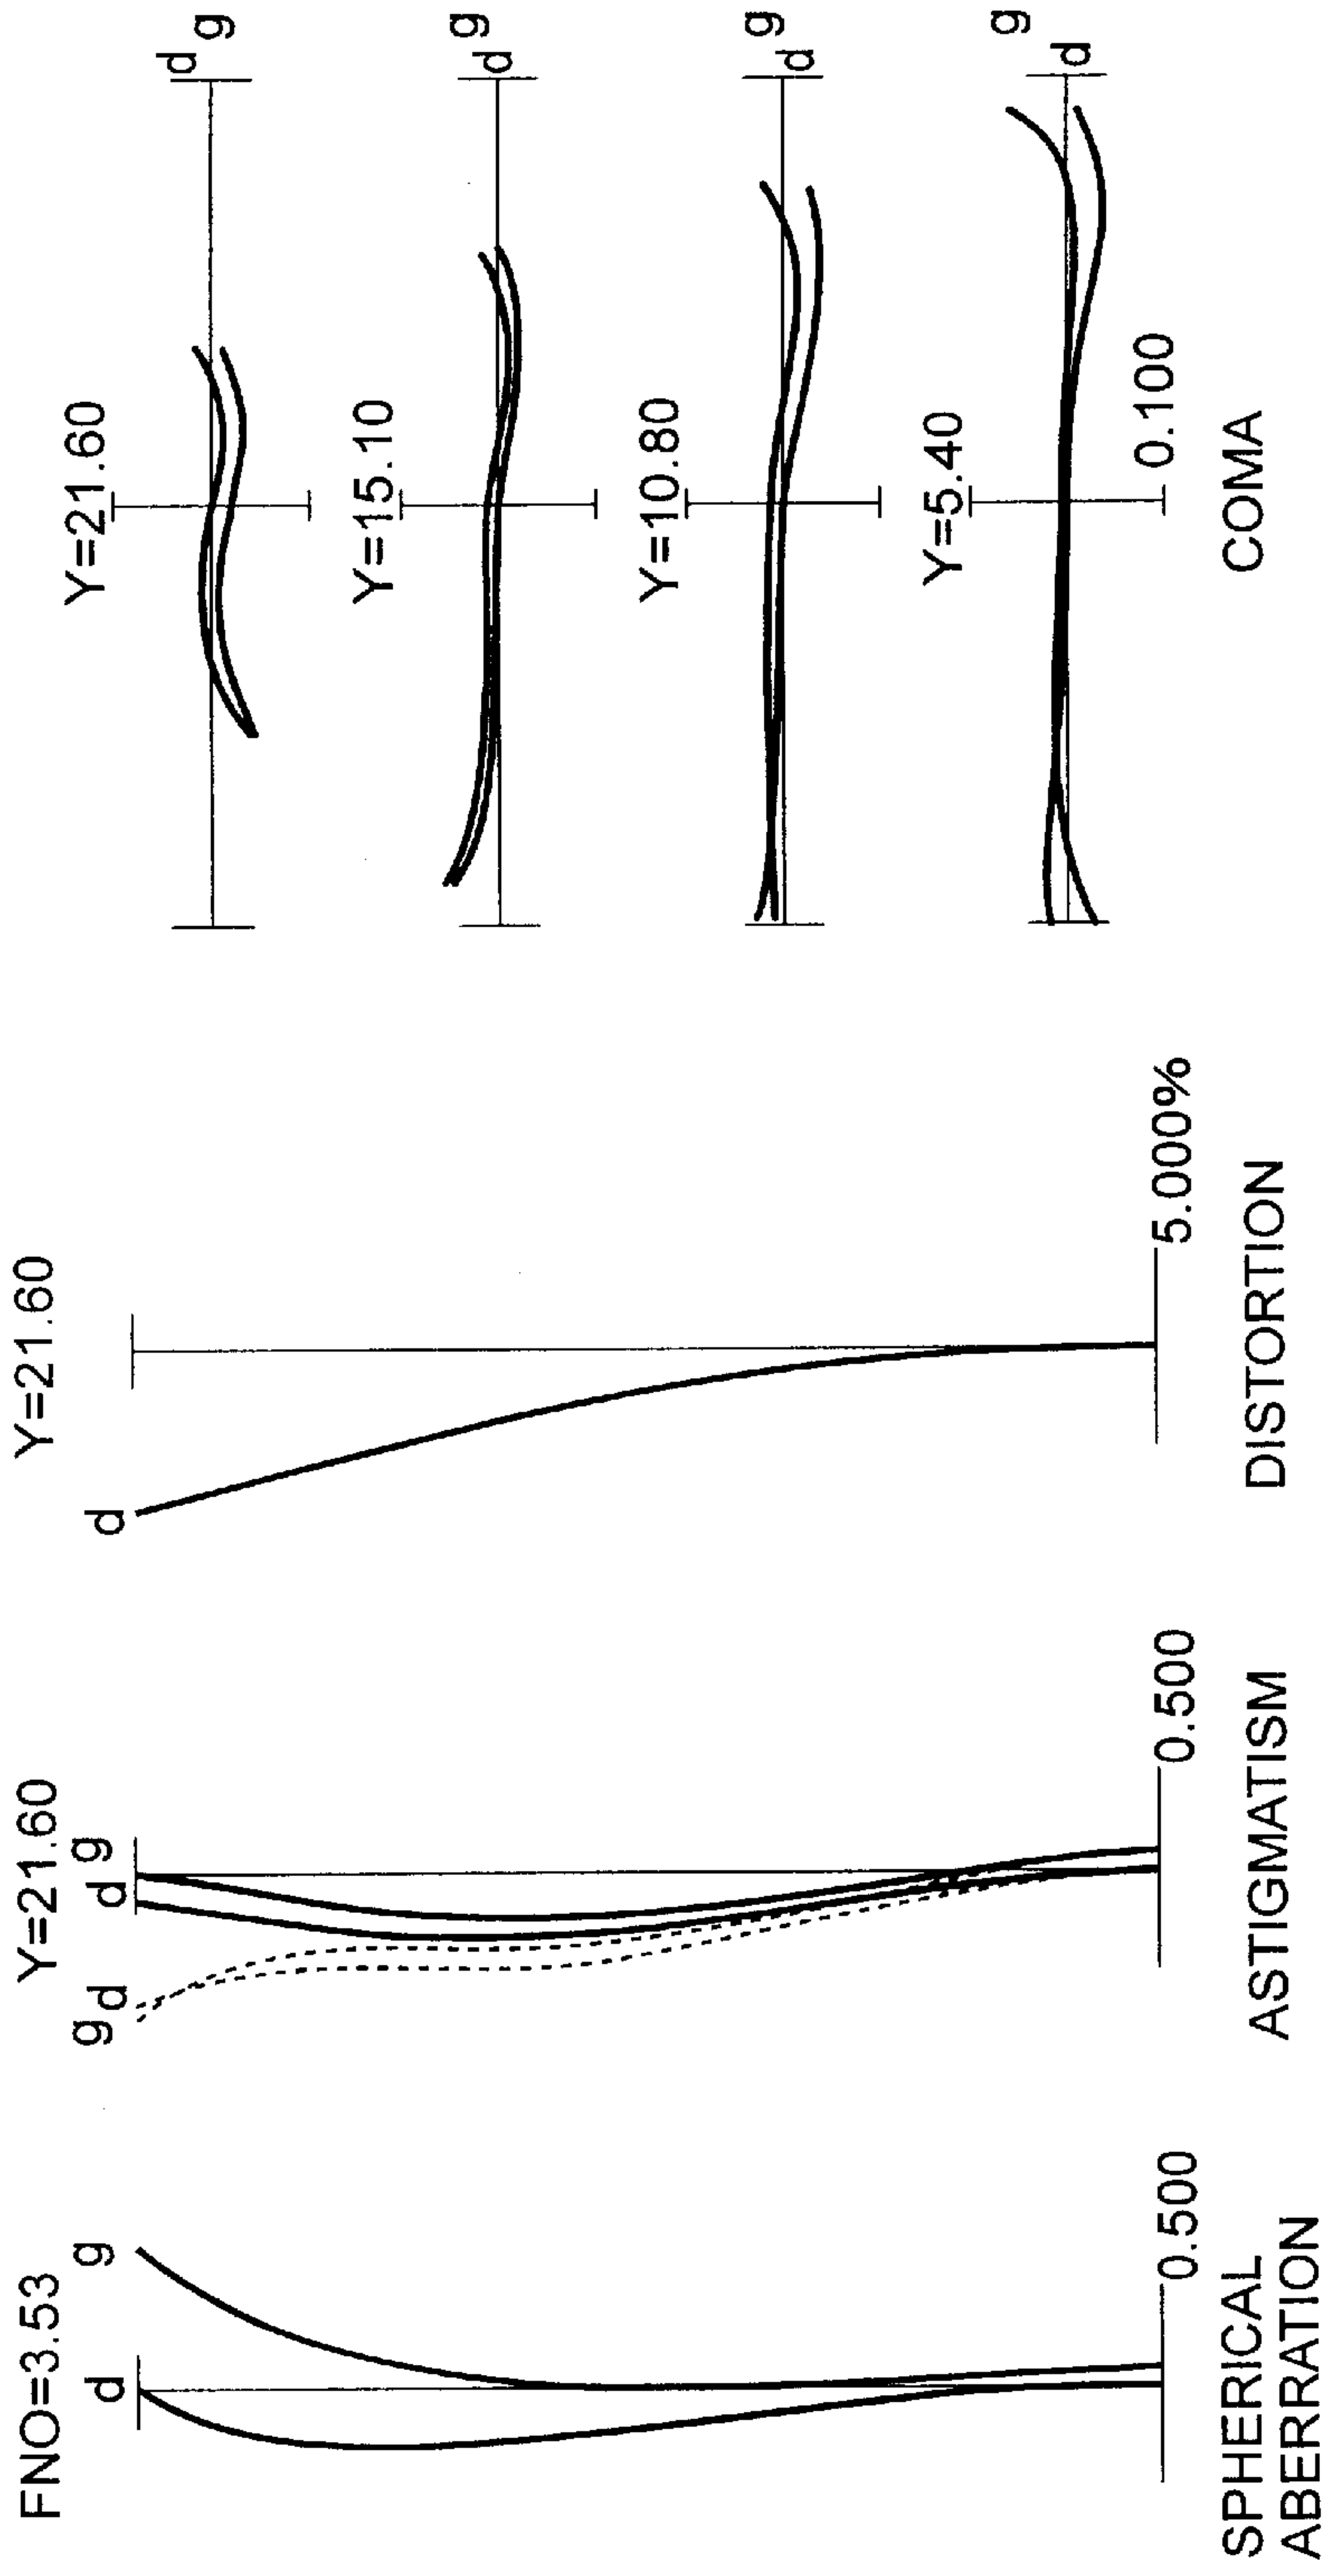 FNO=3.53
d
g
0.500
SPHERICAL
ABERRATION
Y=21.60
g
d
d
g
0.500
ASTIGMATISM
Y=21.60
d
5.000%
DISTORTION
Y=21.60
d
g
Y=15.10
g
d
Y=10.80
g
d
Y=5.40
g
d
0.100
COMA